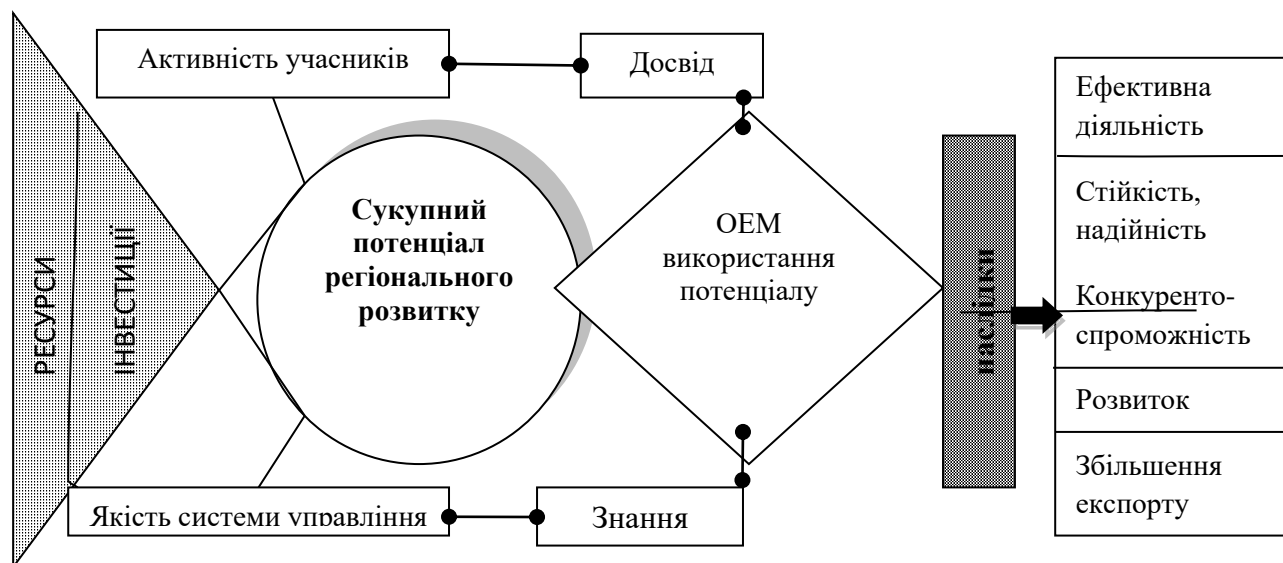 Активність учасників
Досвід
Ефективна
діяльність
Стійкість,
надійність
Конкуренто-
спроможність
Розвиток
Збільшення
експорту
РЕСУРСИ
ІНВЕСТИЦІЇ
Сукупний
потенціал
регіонального
розвитку
ОЕМ
використання
потенціалу
наслідки
Якість системи управління
Знання